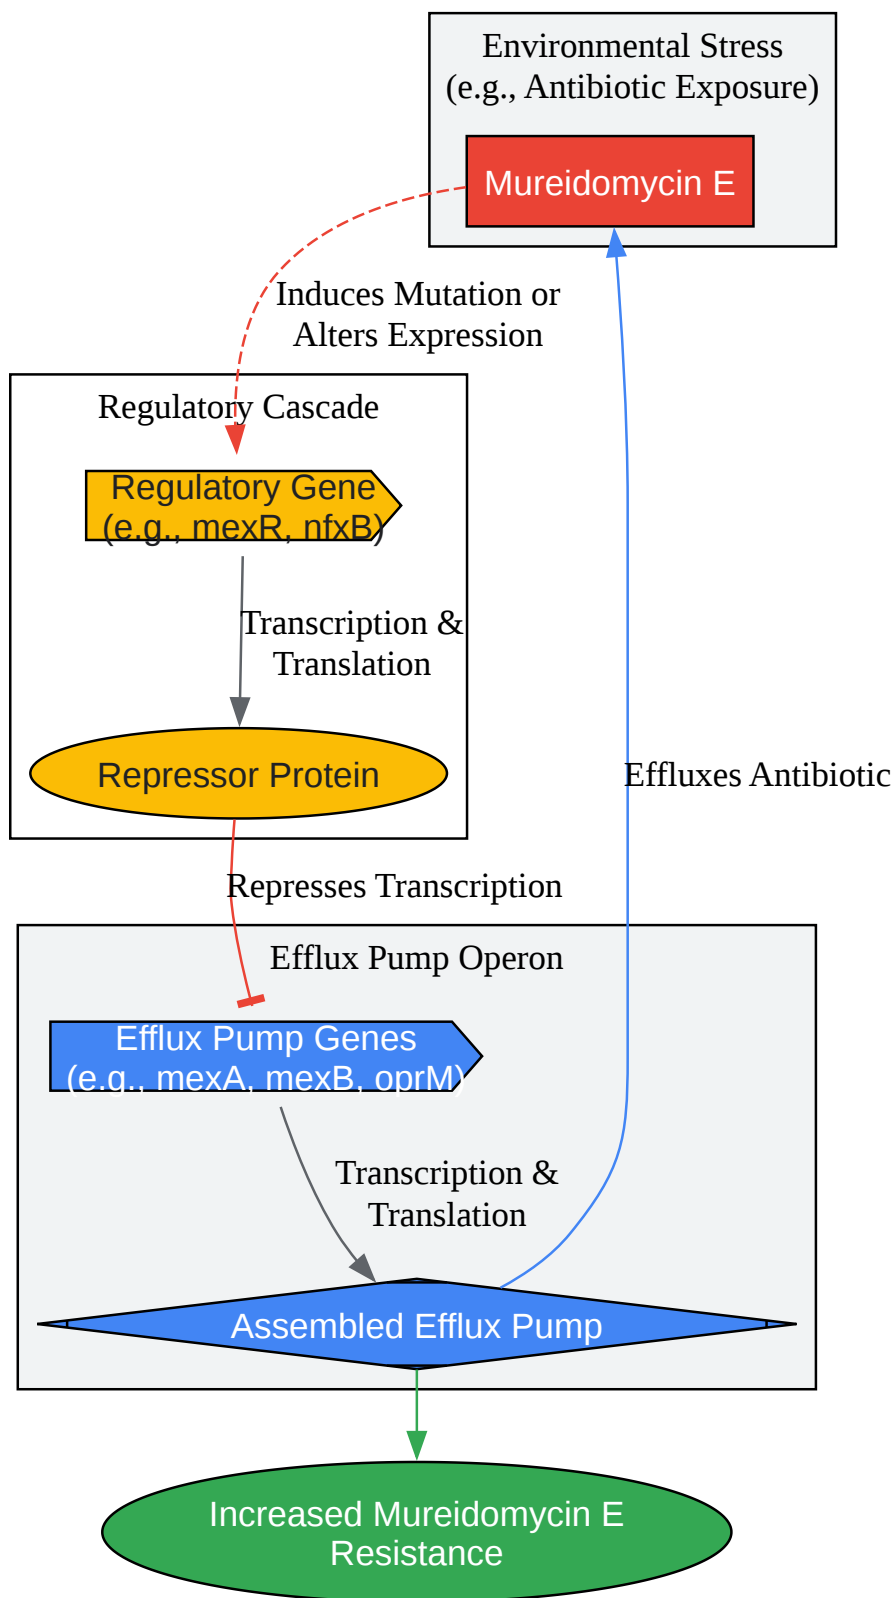 Environmental Stress
(e.g., Antibiotic Exposure)
Mureidomycin E
Induces Mutation or
Alters Expression
Regulatory Cascade
Regulatory Gene
(e.g., mexR, nfxB)
Transcription &
Translation
Repressor Protein
Effluxes Antibiotic
Represses Transcription
Efflux Pump Operon
Efflux Pump Genes
(e.g., mexA, mexB, oprM)
Transcription &
Translation
Assembled Efflux Pump
Increased Mureidomycin E
Resistance